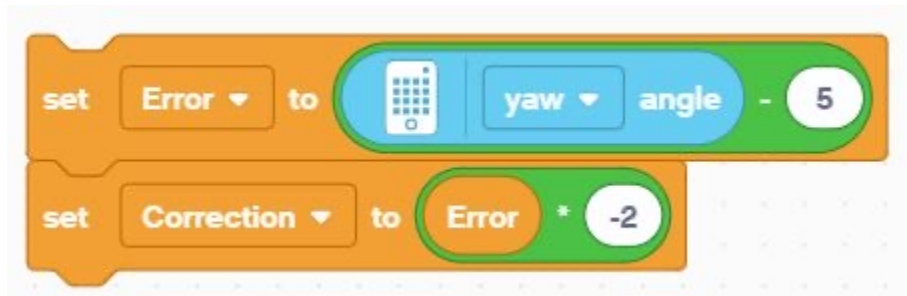 set Error to yaw angle - 5
set Correction to Error * -2